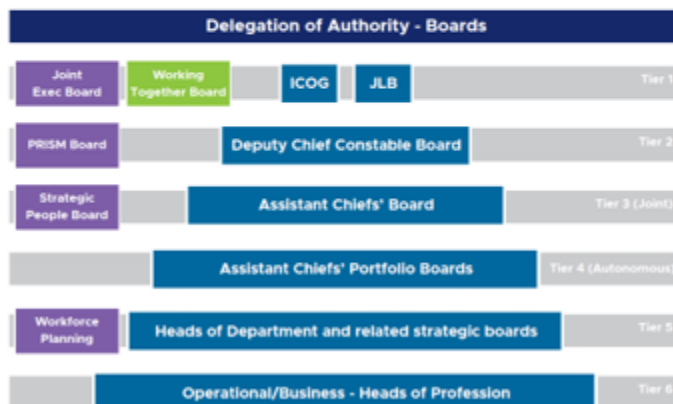 Delegation of Authority - Boards
Joint
Exec Board
Working
Together Board
ICOG
JLB
Tier 1
PRISM Board
Deputy Chief Constable Board
Tier 2
Strategic
People Board
Assistant Chiefs' Board
Tier 3 (Joint)
Assistant Chiefs' Portfolio Boards
Tier 4 (Autonomous)
Workforce
Planning
Heads of Department and related strategic boards
Tier 5
Operational/Business - Heads of Profession
Tier 6